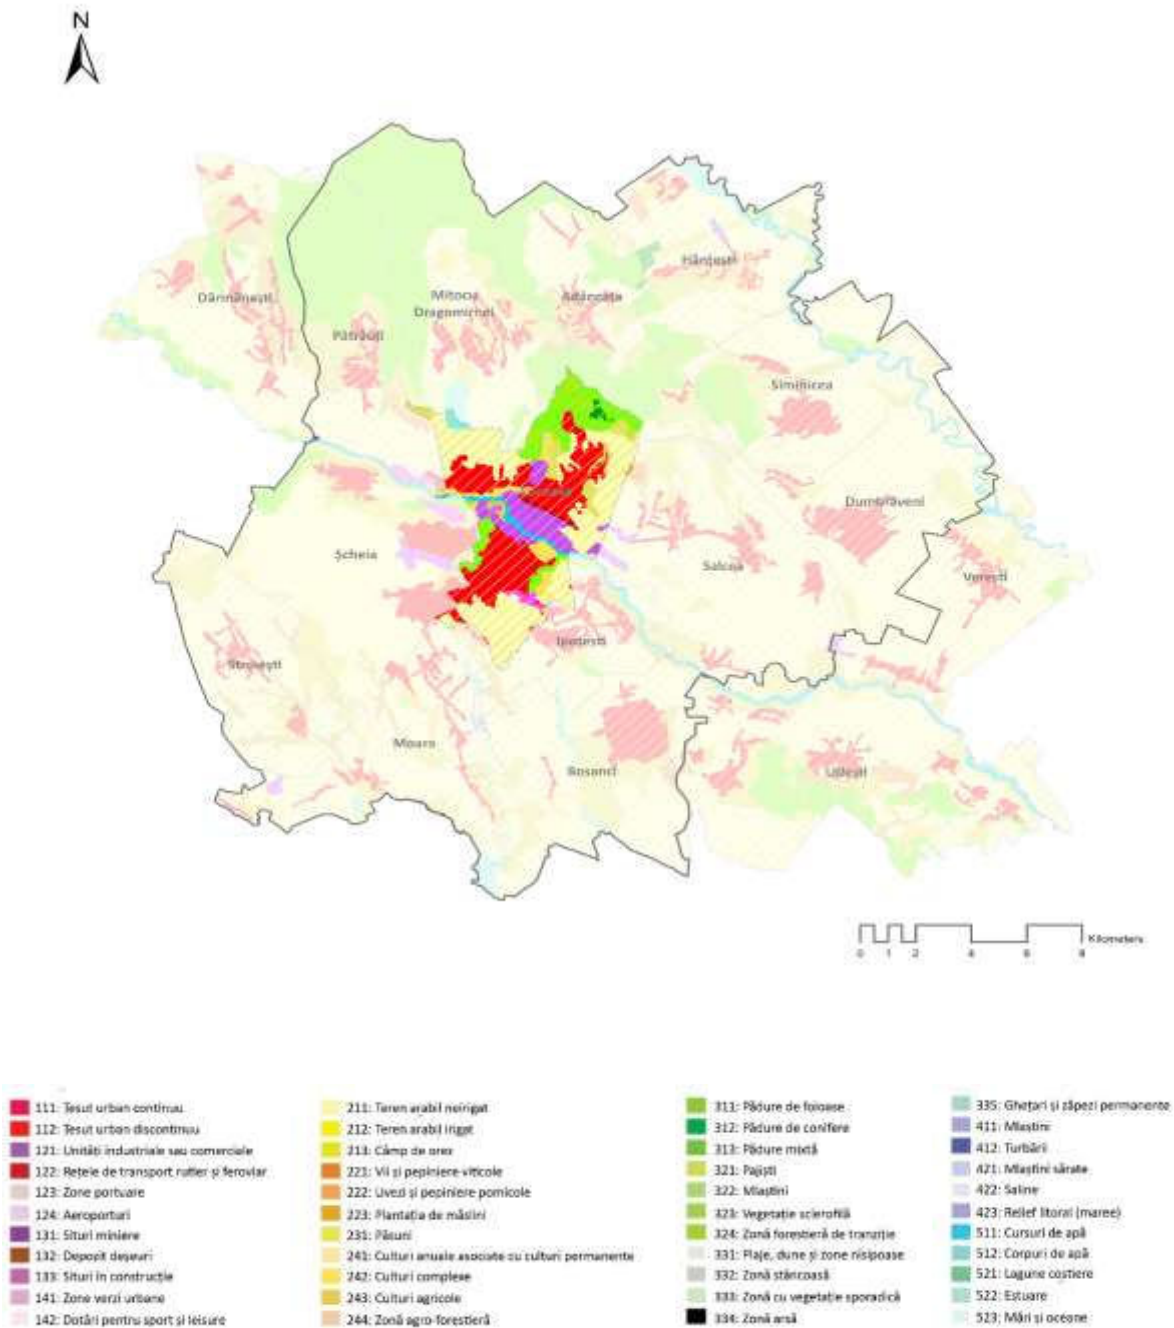 N
Dărmănești
Mitocu
Dragomirnei
Adâncata
Hănțești
Pătrăuți
Siminicea
Dumbrăveni
Șcheia
Salcea
Verești
Ipotești
Stroiești
Moara
Bosanci
Udești
Kilometers
0 1 2 4 6 8
111: Tesut urban continuu
112: Tesut urban discontinuu
121: Unități industriale sau comerciale
122: Rețele de transport rutier și feroviar
123: Zone portuare
124: Aeroporturi
131: Situri miniere
132: Depozit deșeuri
133: Situri în construcție
141: Zone verzi urbane
142: Dotări pentru sport și leisure
211: Teren arabil neirigat
212: Teren arabil irigat
213: Câmp de orez
221: Vii și pepiniere viticole
222: Livezi și pepiniere pomicole
223: Plantația de măslini
231: Păsuni
241: Culturi anuale asociate cu culturi permanente
242: Culturi complexe
243: Culturi agricole
244: Zonă agro-forestieră
311: Pădure de foioase
312: Pădure de conifere
313: Pădure mixtă
321: Pajiști
322: Mlaștini
323: Vegetație sclerofilă
324: Zonă forestieră de tranziție
331: Plaje, dune și zone nisipoase
332: Zonă stâncoasă
333: Zonă cu vegetație sporadică
334: Zonă arsă
335: Ghețari și zăpezi permanente
411: Mlaștini
412: Turbării
421: Mlaștini sărate
422: Saline
423: Relief litoral (maree)
511: Cursuri de apă
512: Corpuri de apă
521: Lagune costiere
522: Estuare
523: Mări și oceane